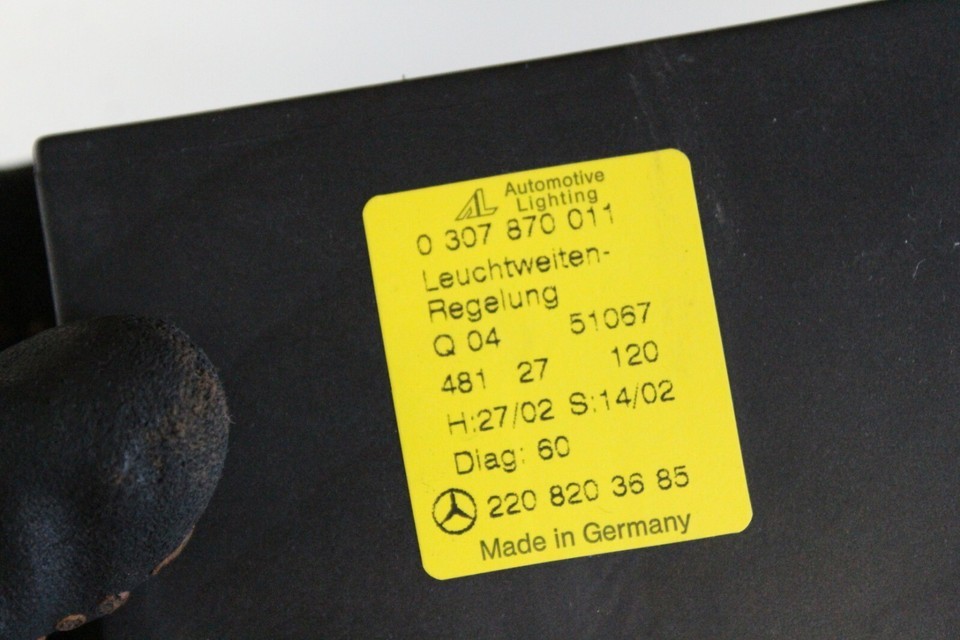 Automotive
Lighting
0 307 870 011
Leuchtweiten-
Regelung
Q 04 51067
481 27 120
H:27/02 S:14/02
Diag: 60
220 820 36 85
Made in Germany